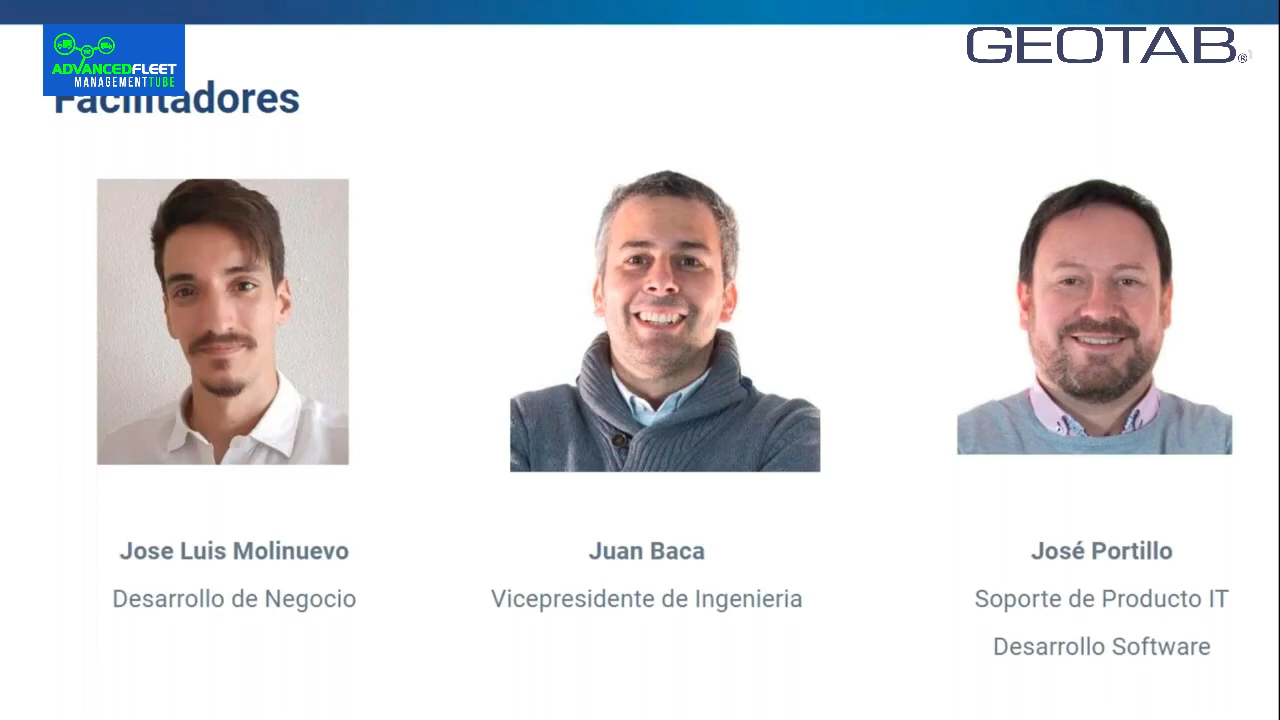 ADVANCEDFLEET
MANAGEMENTTUBE
GEOTAB®
Facilitadores
Jose Luis Molinuevo
Juan Baca
José Portillo
Desarrollo de Negocio
Vicepresidente de Ingenieria
Soporte de Producto IT
Desarrollo Software